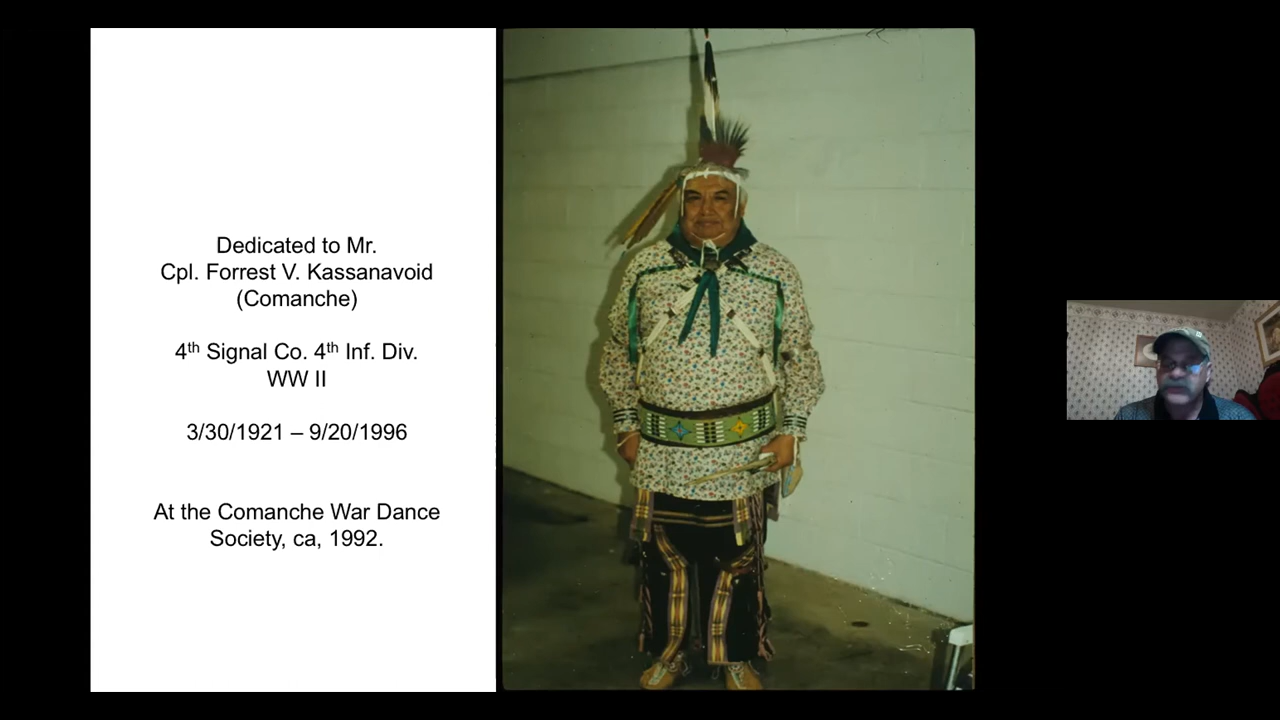 Dedicated to Mr.
Cpl. Forrest V. Kassanavoid
(Comanche)
4th Signal Co. 4th Inf. Div.
WW II
3/30/1921 – 9/20/1996
At the Comanche War Dance
Society, ca, 1992.